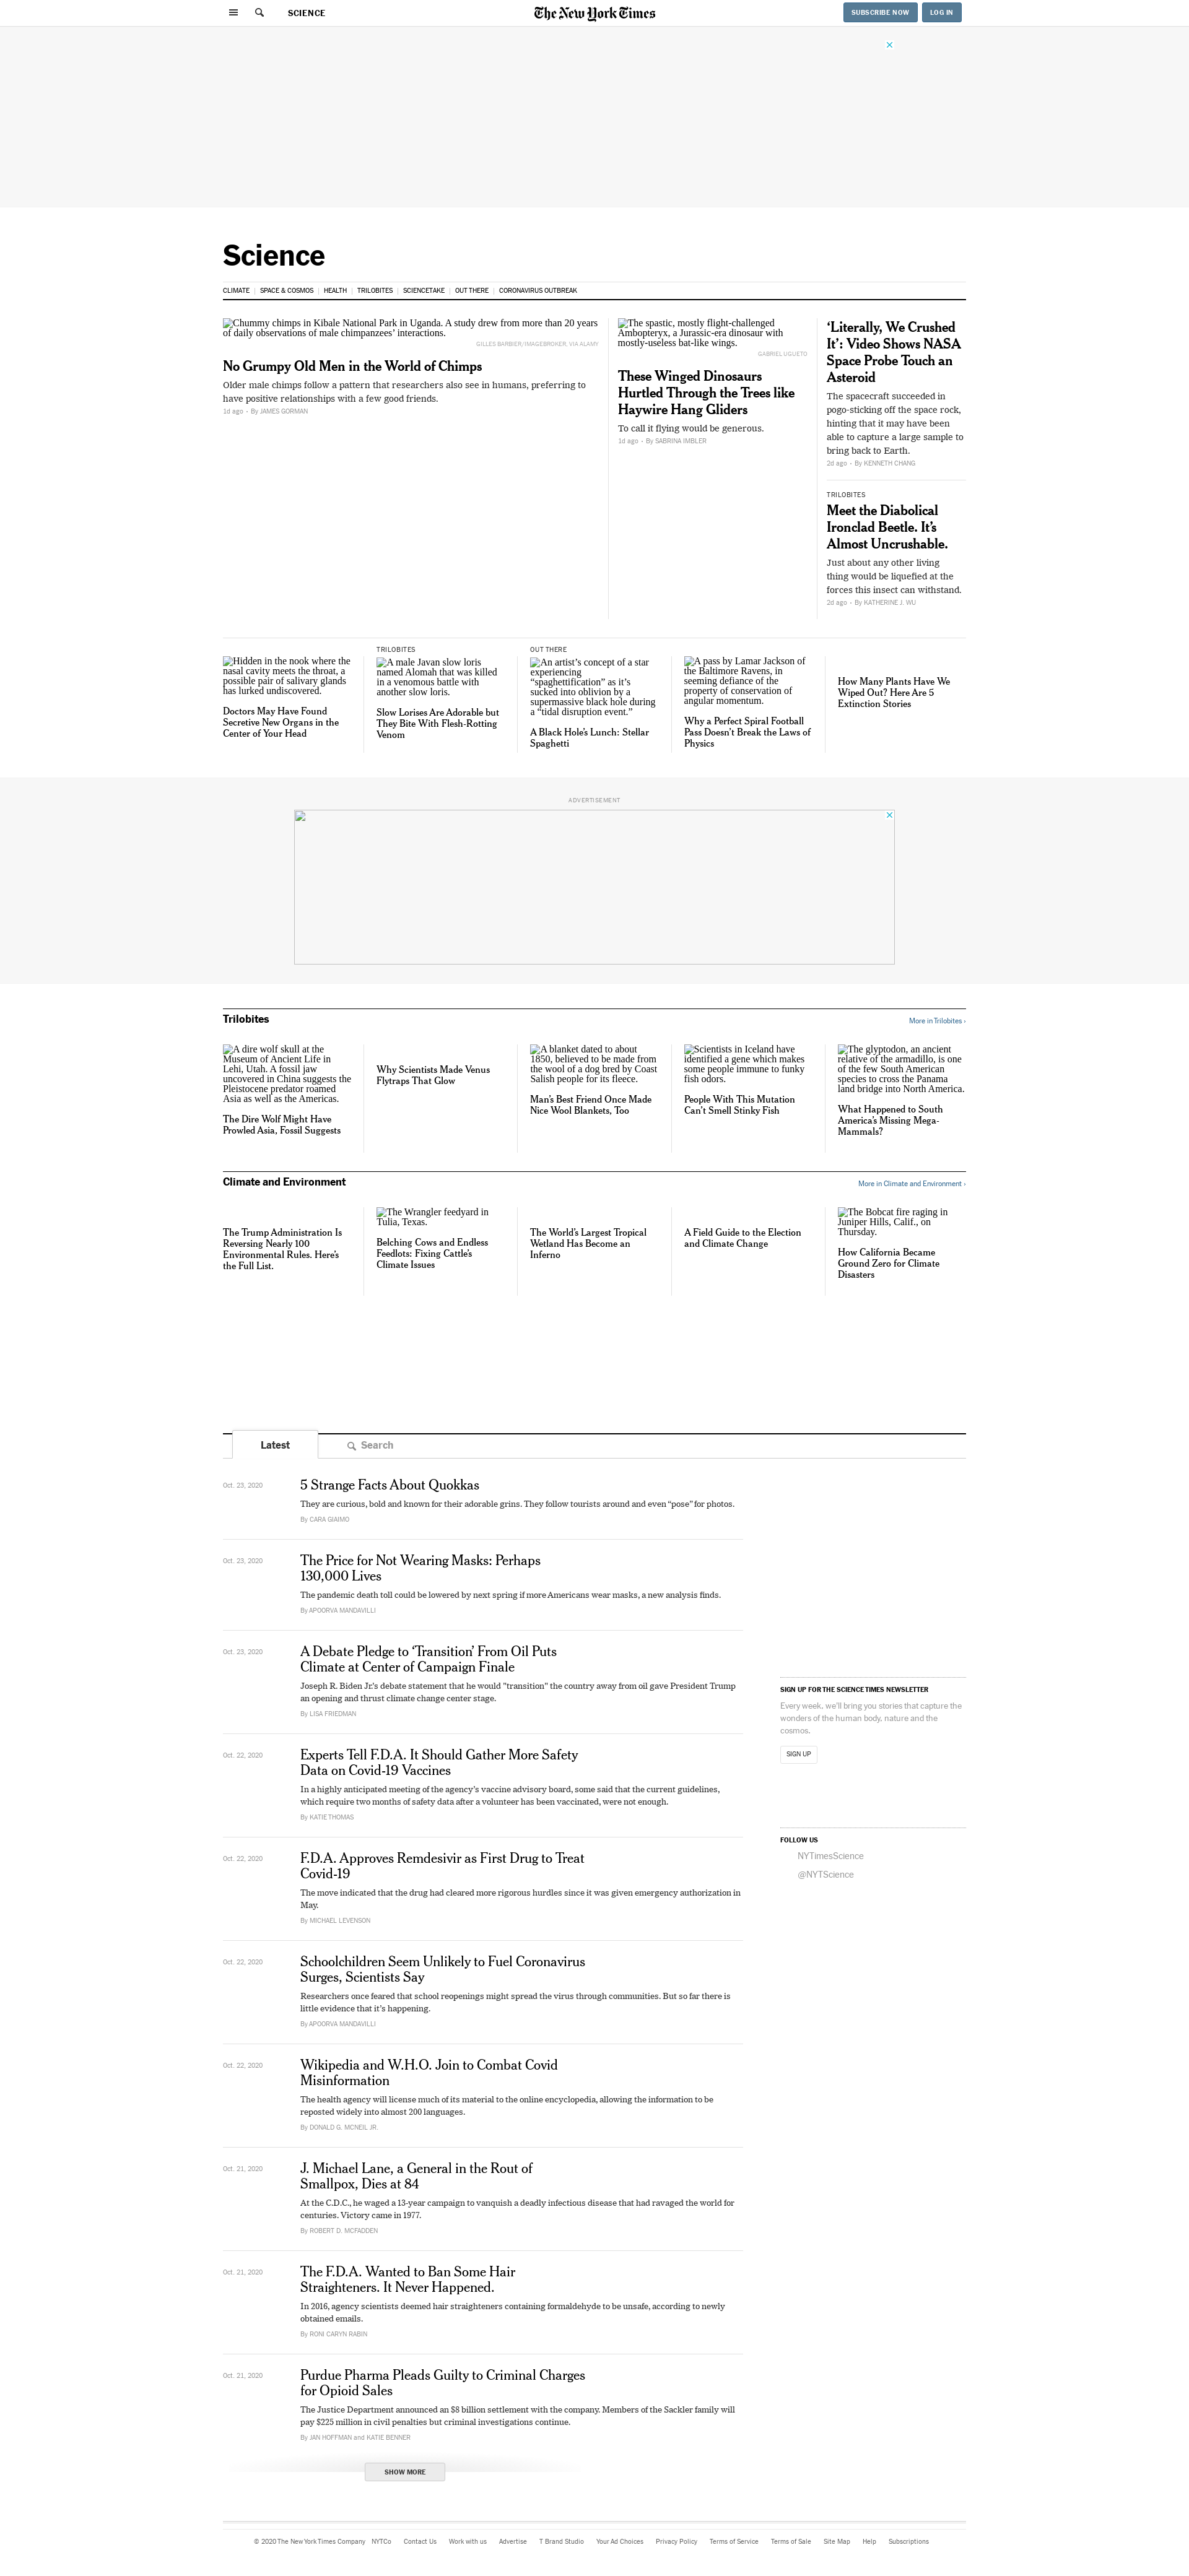 SCIENCE
The New York Times
SUBSCRIBE NOW
LOG IN
Science
CLIMATE
SPACE & COSMOS
HEALTH
TRILOBITES
SCIENCETAKE
OUT THERE
CORONAVIRUS OUTBREAK
Chummy chimps in Kibale National Park in Uganda. A study drew from more than 20 years
of daily observations of male chimpanzees’ interactions.
GILLES BARBIER/IMAGEBROKER, VIA ALAMY
No Grumpy Old Men in the World of Chimps
Older male chimps follow a pattern that researchers also see in humans, preferring to
have positive relationships with a few good friends.
1d ago • By JAMES GORMAN
The spastic, mostly flight-challenged
Ambopteryx, a Jurassic-era dinosaur with
mostly-useless bat-like wings.
GABRIEL UGUETO
These Winged Dinosaurs
Hurtled Through the Trees like
Haywire Hang Gliders
To call it flying would be generous.
1d ago • By SABRINA IMBLER
‘Literally, We Crushed
It’: Video Shows NASA
Space Probe Touch an
Asteroid
The spacecraft succeeded in
pogo-sticking off the space rock,
hinting that it may have been
able to capture a large sample to
bring back to Earth.
2d ago • By KENNETH CHANG
TRILOBITES
Meet the Diabolical
Ironclad Beetle. It’s
Almost Uncrushable.
Just about any other living
thing would be liquefied at the
forces this insect can withstand.
2d ago • By KATHERINE J. WU
Hidden in the nook where the
nasal cavity meets the throat, a
possible pair of salivary glands
has lurked undiscovered.
Doctors May Have Found
Secretive New Organs in the
Center of Your Head
TRILOBITES
A male Javan slow loris
named Alomah that was killed
in a venomous battle with
another slow loris.
Slow Lorises Are Adorable but
They Bite With Flesh-Rotting
Venom
OUT THERE
An artist’s concept of a star
experiencing
“spaghettification” as it’s
sucked into oblivion by a
supermassive black hole during
a “tidal disruption event.”
A Black Hole’s Lunch: Stellar
Spaghetti
A pass by Lamar Jackson of
the Baltimore Ravens, in
seeming defiance of the
property of conservation of
angular momentum.
Why a Perfect Spiral Football
Pass Doesn’t Break the Laws of
Physics
How Many Plants Have We
Wiped Out? Here Are 5
Extinction Stories
ADVERTISEMENT
Trilobites
More in Trilobites ›
A dire wolf skull at the
Museum of Ancient Life in
Lehi, Utah. A fossil jaw
uncovered in China suggests the
Pleistocene predator roamed
Asia as well as the Americas.
The Dire Wolf Might Have
Prowled Asia, Fossil Suggests
Why Scientists Made Venus
Flytraps That Glow
A blanket dated to about
1850, believed to be made from
the wool of a dog bred by Coast
Salish people for its fleece.
Man’s Best Friend Once Made
Nice Wool Blankets, Too
Scientists in Iceland have
identified a gene which makes
some people immune to funky
fish odors.
People With This Mutation
Can’t Smell Stinky Fish
The glyptodon, an ancient
relative of the armadillo, is one
of the few South American
species to cross the Panama
land bridge into North America.
What Happened to South
America’s Missing Mega-
Mammals?
Climate and Environment
More in Climate and Environment ›
The Trump Administration Is
Reversing Nearly 100
Environmental Rules. Here’s
the Full List.
The Wrangler feedyard in
Tulia, Texas.
Belching Cows and Endless
Feedlots: Fixing Cattle’s
Climate Issues
The World’s Largest Tropical
Wetland Has Become an
Inferno
A Field Guide to the Election
and Climate Change
The Bobcat fire raging in
Juniper Hills, Calif., on
Thursday.
How California Became
Ground Zero for Climate
Disasters
Latest
Search
Oct. 23, 2020
5 Strange Facts About Quokkas
They are curious, bold and known for their adorable grins. They follow tourists around and even “pose” for photos.
By CARA GIAIMO
Oct. 23, 2020
The Price for Not Wearing Masks: Perhaps
130,000 Lives
The pandemic death toll could be lowered by next spring if more Americans wear masks, a new analysis finds.
By APOORVA MANDAVILLI
Oct. 23, 2020
A Debate Pledge to ‘Transition’ From Oil Puts
Climate at Center of Campaign Finale
Joseph R. Biden Jr.'s debate statement that he would "transition" the country away from oil gave President Trump
an opening and thrust climate change center stage.
By LISA FRIEDMAN
Oct. 22, 2020
Experts Tell F.D.A. It Should Gather More Safety
Data on Covid-19 Vaccines
In a highly anticipated meeting of the agency’s vaccine advisory board, some said that the current guidelines,
which require two months of safety data after a volunteer has been vaccinated, were not enough.
By KATIE THOMAS
Oct. 22, 2020
F.D.A. Approves Remdesivir as First Drug to Treat
Covid-19
The move indicated that the drug had cleared more rigorous hurdles since it was given emergency authorization in
May.
By MICHAEL LEVENSON
Oct. 22, 2020
Schoolchildren Seem Unlikely to Fuel Coronavirus
Surges, Scientists Say
Researchers once feared that school reopenings might spread the virus through communities. But so far there is
little evidence that it’s happening.
By APOORVA MANDAVILLI
Oct. 22, 2020
Wikipedia and W.H.O. Join to Combat Covid
Misinformation
The health agency will license much of its material to the online encyclopedia, allowing the information to be
reposted widely into almost 200 languages.
By DONALD G. MCNEIL JR.
Oct. 21, 2020
J. Michael Lane, a General in the Rout of
Smallpox, Dies at 84
At the C.D.C., he waged a 13-year campaign to vanquish a deadly infectious disease that had ravaged the world for
centuries. Victory came in 1977.
By ROBERT D. MCFADDEN
Oct. 21, 2020
The F.D.A. Wanted to Ban Some Hair
Straighteners. It Never Happened.
In 2016, agency scientists deemed hair straighteners containing formaldehyde to be unsafe, according to newly
obtained emails.
By RONI CARYN RABIN
Oct. 21, 2020
Purdue Pharma Pleads Guilty to Criminal Charges
for Opioid Sales
The Justice Department announced an $8 billion settlement with the company. Members of the Sackler family will
pay $225 million in civil penalties but criminal investigations continue.
By JAN HOFFMAN and KATIE BENNER
SHOW MORE
SIGN UP FOR THE SCIENCE TIMES NEWSLETTER
Every week, we'll bring you stories that capture the
wonders of the human body, nature and the
cosmos.
SIGN UP
FOLLOW US
NYTimesScience
@NYTScience
© 2020 The New York Times Company
NYTCo
Contact Us
Work with us
Advertise
T Brand Studio
Your Ad Choices
Privacy Policy
Terms of Service
Terms of Sale
Site Map
Help
Subscriptions